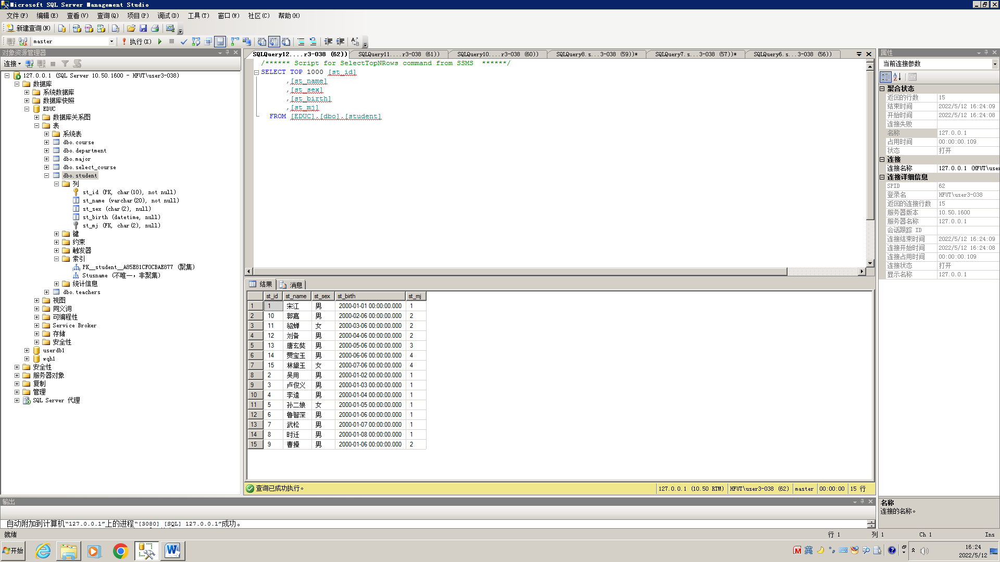 Microsoft SQL Server Management Studio
文件(F) 编辑(E) 查看(V) 查询(Q) 项目(P) 调试(D) 工具(T) 窗口(W) 社区(C) 帮助(H)
新建查询(N)
master 执行(X)
对象资源管理器
连接
127.0.0.1 (SQL Server 10.50.1600 - HFUT\user3-038)
数据库
系统数据库
数据库快照
EDUC
数据库关系图
表
系统表
dbo.course
dbo.department
dbo.major
dbo.select_course
dbo.student
列
st_id (PK, char(10), not null)
st_name (varchar(20), not null)
st_sex (char(2), null)
st_birth (datetime, null)
st_mj (FK, char(2), null)
键
约束
触发器
索引
PK__student__A85E81CF0CBAE877 (聚集)
Stusname (不唯一，非聚集)
统计信息
dbo.teachers
视图
同义词
可编程性
Service Broker
存储
安全性
userdb1
wqh1
安全性
服务器对象
复制
管理
SQL Server 代理
SQLQuery12....r3-038 (62)) SQLQuery11....r3-038 (61)) SQLQuery10....r3-038 (60)) SQLQuery8.s...3-038 (59))* SQLQuery7.s...3-038 (57))* SQLQuery6.s...3-038 (56))
/****** Script for SelectTopNRows command from SSMS  ******/
SELECT TOP 1000 [st_id]
,[st_name]
,[st_sex]
,[st_birth]
,[st_mj]
FROM [EDUC].[dbo].[student]
结果 消息
st_id st_name st_sex st_birth st_mj
1 1 宋江 男 2000-01-01 00:00:00.000 1
2 10 郭嘉 男 2000-02-06 00:00:00.000 2
3 11 貂蝉 女 2000-03-06 00:00:00.000 2
4 12 刘备 男 2000-04-06 00:00:00.000 2
5 13 唐玄奘 男 2000-05-06 00:00:00.000 3
6 14 贾宝玉 男 2000-06-06 00:00:00.000 4
7 15 林黛玉 女 2000-07-06 00:00:00.000 4
8 2 吴用 男 2000-01-02 00:00:00.000 1
9 3 卢俊义 男 2000-01-03 00:00:00.000 1
10 4 李逵 男 2000-01-04 00:00:00.000 1
11 5 孙二娘 女 2000-01-05 00:00:00.000 1
12 6 鲁智深 男 2000-01-06 00:00:00.000 1
13 7 武松 男 2000-01-07 00:00:00.000 1
14 8 时迁 男 2000-01-08 00:00:00.000 1
15 9 曹操 男 2000-01-06 00:00:00.000 2
查询已成功执行。
127.0.0.1 (10.50 RTM) HFUT\user3-038 (62) master 00:00:00 15 行
属性
当前连接参数
聚合状态
返回的行数 15
结束时间 2022/5/12 16:24:09
开始时间 2022/5/12 16:24:08
连接失败
名称 127.0.0.1
占用时间 00:00:00.109
状态 打开
连接
连接名称 127.0.0.1 (HFUT\user
连接详细信息
SPID 62
登录名 HFUT\user3-038
返回的连接行数 15
服务器版本 10.50.1600
服务器名称 127.0.0.1
会话跟踪 ID
连接结束时间 2022/5/12 16:24:09
连接开始时间 2022/5/12 16:24:08
连接占用时间 00:00:00.109
连接状态 打开
显示名称 127.0.0.1
名称
连接的名称。
输出
自动附加到计算机“127.0.0.1”上的进程“[3080] [SQL] 127.0.0.1”成功。
就绪 行 1 列 1 Ch 1 Ins
开始
英
16:24
2022/5/12